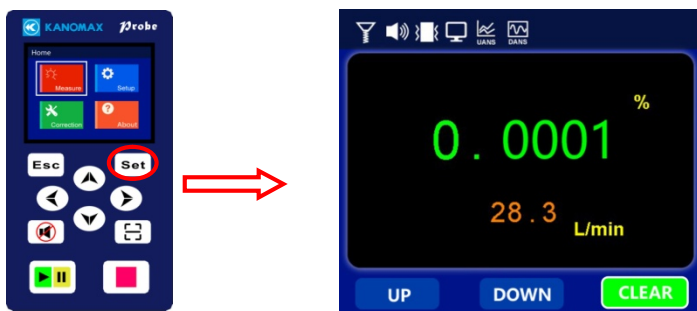 KANOMAX Probe
Home
Measure
Setup
Correction
About
Esc
Set
UANS
DANS
%
0.0001
28.3
L/min
UP
DOWN
CLEAR